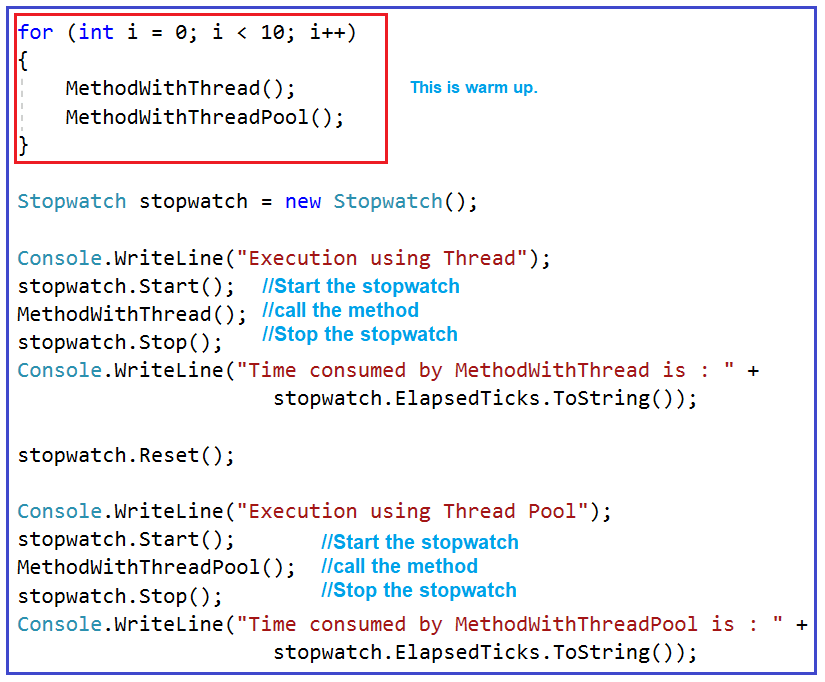 for (int i = 0; i < 10; i++)
{
    MethodWithThread();
    MethodWithThreadPool();
}
This is warm up.
Stopwatch stopwatch = new Stopwatch();
Console.WriteLine("Execution using Thread");
stopwatch.Start(); //Start the stopwatch
MethodWithThread(); //call the method
stopwatch.Stop(); //Stop the stopwatch
Console.WriteLine("Time consumed by MethodWithThread is : " +
                     stopwatch.ElapsedTicks.ToString());
stopwatch.Reset();
Console.WriteLine("Execution using Thread Pool");
stopwatch.Start(); //Start the stopwatch
MethodWithThreadPool(); //call the method
stopwatch.Stop(); //Stop the stopwatch
Console.WriteLine("Time consumed by MethodWithThreadPool is : " +
                     stopwatch.ElapsedTicks.ToString());